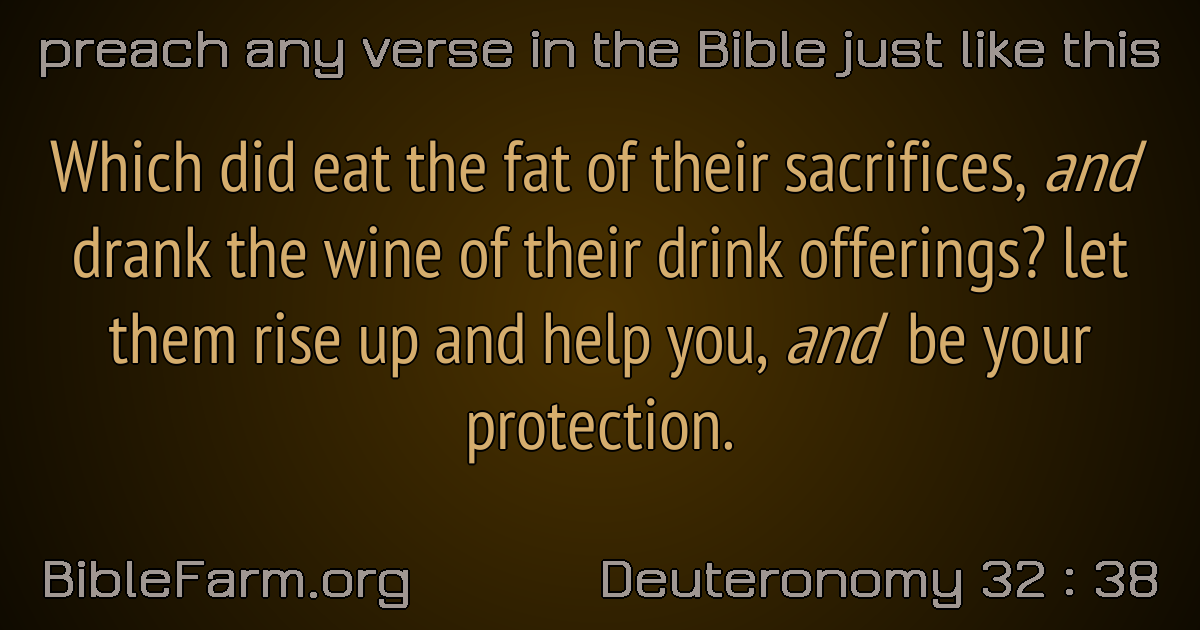 preach any verse in the Bible just like this
Which did eat the fat of their sacrifices, and
drank the wine of their drink offerings? let
them rise up and help you, and be your
protection.
BibleFarm.org
Deuteronomy 32 : 38